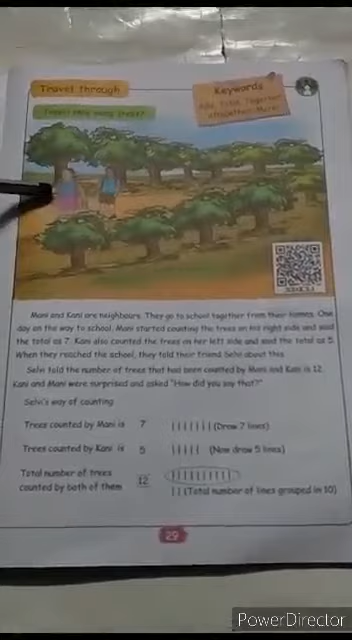 Travel through
Keywords
Add, Total, Together,
altogether, More
Count how many trees?
Mani and Kani are neighbours. They go to school together from their homes. One
day on the way to school, Mani started counting the trees on his right side and said
the total as 7. Kani also counted the trees on her left side and said the total as 5.
When they reached the school, they told their friend Selvi about this.
Selvi told the number of trees that had been counted by Mani and Kani is 12.
Kani and Mani were surprised and asked "How did you say that?"
Selvi's way of counting
Trees counted by Mani is 7 | | | | | | | (Draw 7 lines)
Trees counted by Kani is 5 | | | | | (Now draw 5 lines)
Total number of trees
counted by both of them 12 | | | | | | | | | |
| | (Total number of lines grouped in 10)
29
PowerDirector